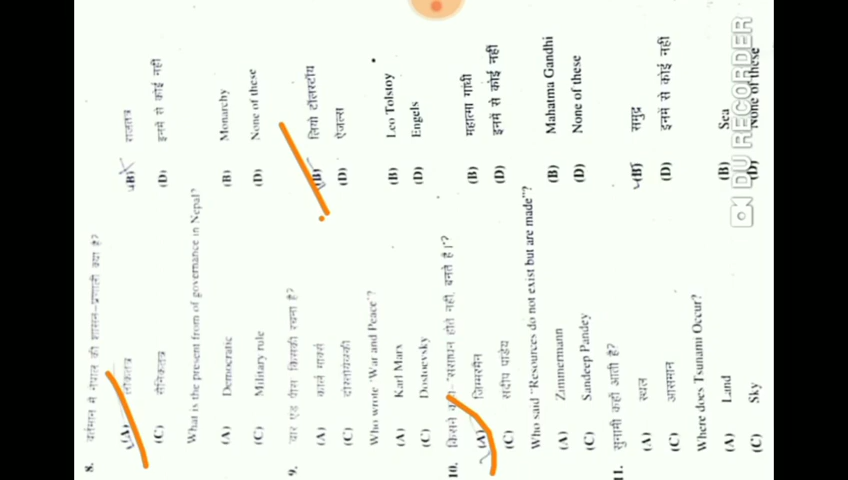 8. वर्तमान में नेपाल की शासन-प्रणाली क्या है?
(A) लोकतंत्र (B) राजतंत्र
(C) सैनिकतंत्र (D) इनमें से कोई नहीं
What is the present from of governance in Nepal?
(A) Democratic (B) Monarchy
(C) Military rule (D) None of these
9. वार एंड पीस किसकी रचना है?
(A) कार्ल मार्क्स (B) लियो टॉलस्टॉय
(C) दोस्तोयव्स्की (D) ऐंजल्स
Who wrote 'War and Peace'?
(A) Karl Marx (B) Leo Tolstoy
(C) Dostoevsky (D) Engels
10. किसने कहा-"संसाधन होते नहीं, बनते हैं।"?
(A) जिम्मरमैन (B) महात्मा गांधी
(C) संदीप पांडेय (D) इनमें से कोई नहीं
Who said "Resources do not exist but are made"?
(A) Zimmermann (B) Mahatma Gandhi
(C) Sandeep Pandey (D) None of these
11. सुनामी कहाँ आती है?
(A) स्थल (B) समुद्र
(C) आसमान (D) इनमें से कोई नहीं
Where does Tsunami Occur?
(A) Land (B) Sea
(C) Sky (D) None of these
DU RECORDER